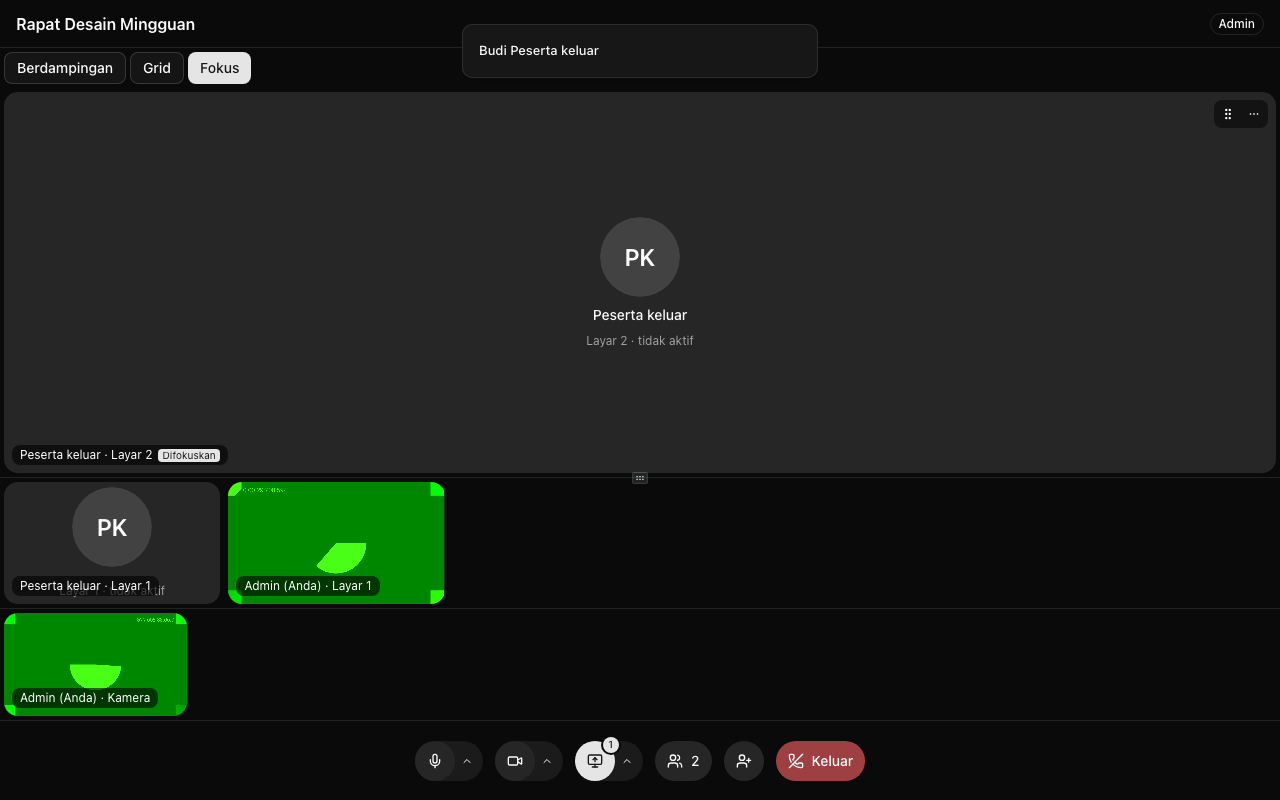 Rapat Desain Mingguan
Admin
Budi Peserta keluar
Berdampingan
Grid
Fokus
PK
Peserta keluar
Layar 2 · tidak aktif
Peserta keluar · Layar 2
Difokuskan
PK
Peserta keluar · Layar 1
Admin (Anda) · Layar 1
Admin (Anda) · Kamera
1
2
Keluar